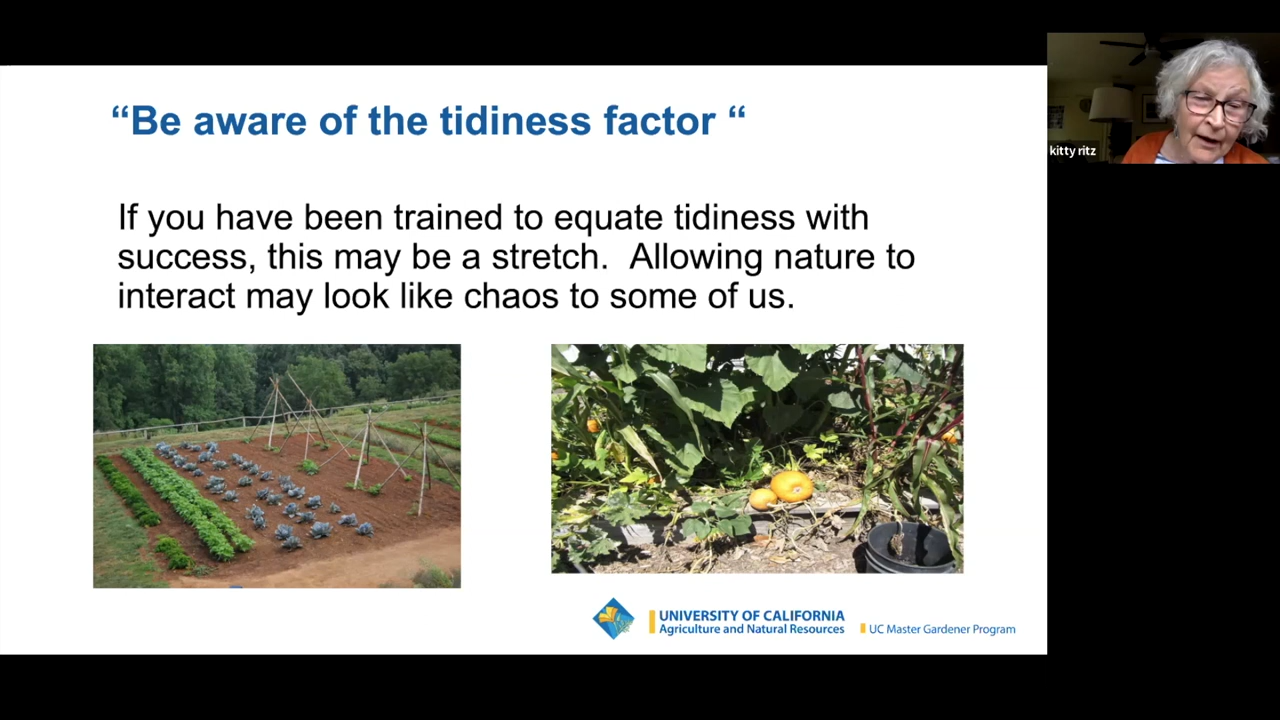 “Be aware of the tidiness factor “
If you have been trained to equate tidiness with
success, this may be a stretch.  Allowing nature to
interact may look like chaos to some of us.
kitty ritz
UNIVERSITY OF CALIFORNIA
Agriculture and Natural Resources
UC Master Gardener Program